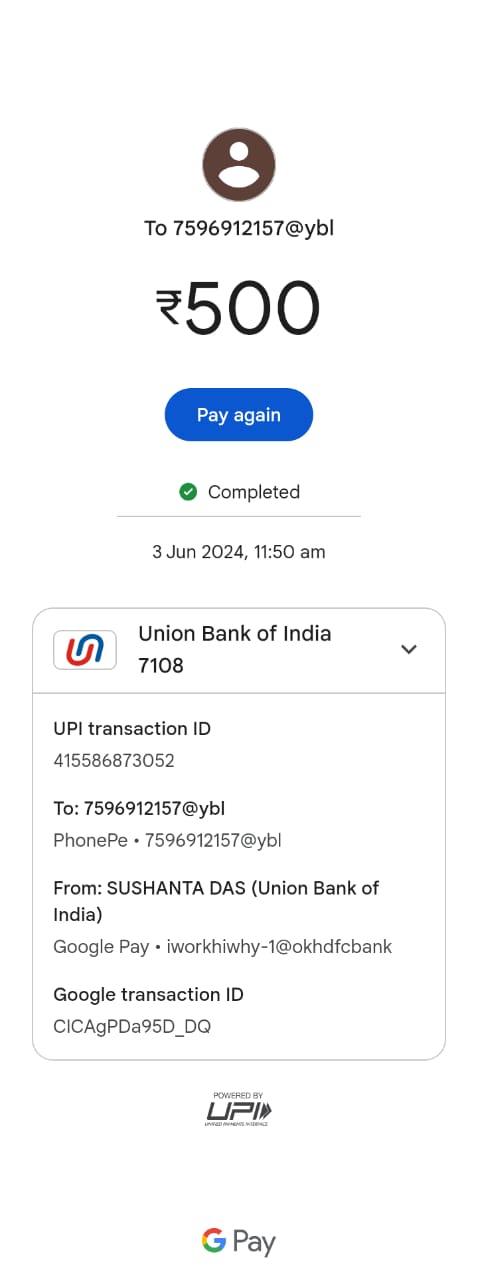 To 7596912157@ybl
₹500
Pay again
Completed
3 Jun 2024, 11:50 am
Union Bank of India
7108
UPI transaction ID
415586873052
To: 7596912157@ybl
PhonePe • 7596912157@ybl
From: SUSHANTA DAS (Union Bank of
India)
Google Pay • iworkhiwhy-1@okhdfcbank
Google transaction ID
CICAgPDa95D_DQ
POWERED BY
UPI
UNIFIED PAYMENTS INTERFACE
G Pay